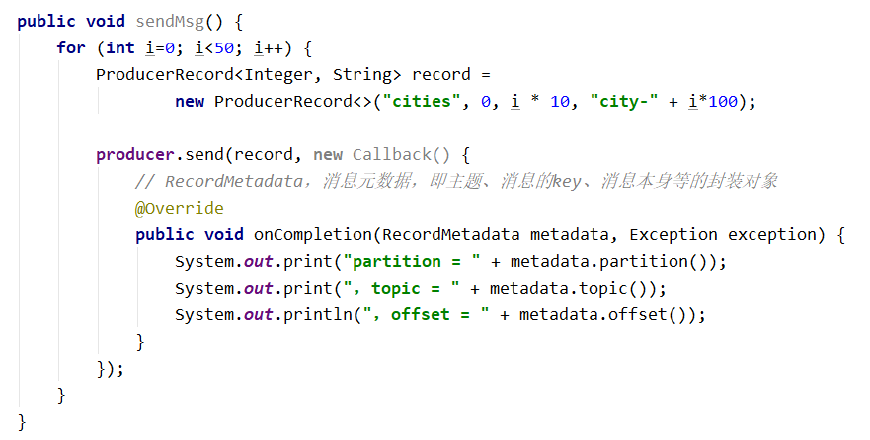 public void sendMsg() {
    for (int i=0; i<50; i++) {
        ProducerRecord<Integer, String> record =
                new ProducerRecord<>("cities", 0, i * 10, "city-" + i*100);
        producer.send(record, new Callback() {
            // RecordMetadata，消息元数据，即主题、消息的key、消息本身等的封装对象
            @Override
            public void onCompletion(RecordMetadata metadata, Exception exception) {
                System.out.print("partition = " + metadata.partition());
                System.out.print("，topic = " + metadata.topic());
                System.out.println("，offset = " + metadata.offset());
            }
        });
    }
}